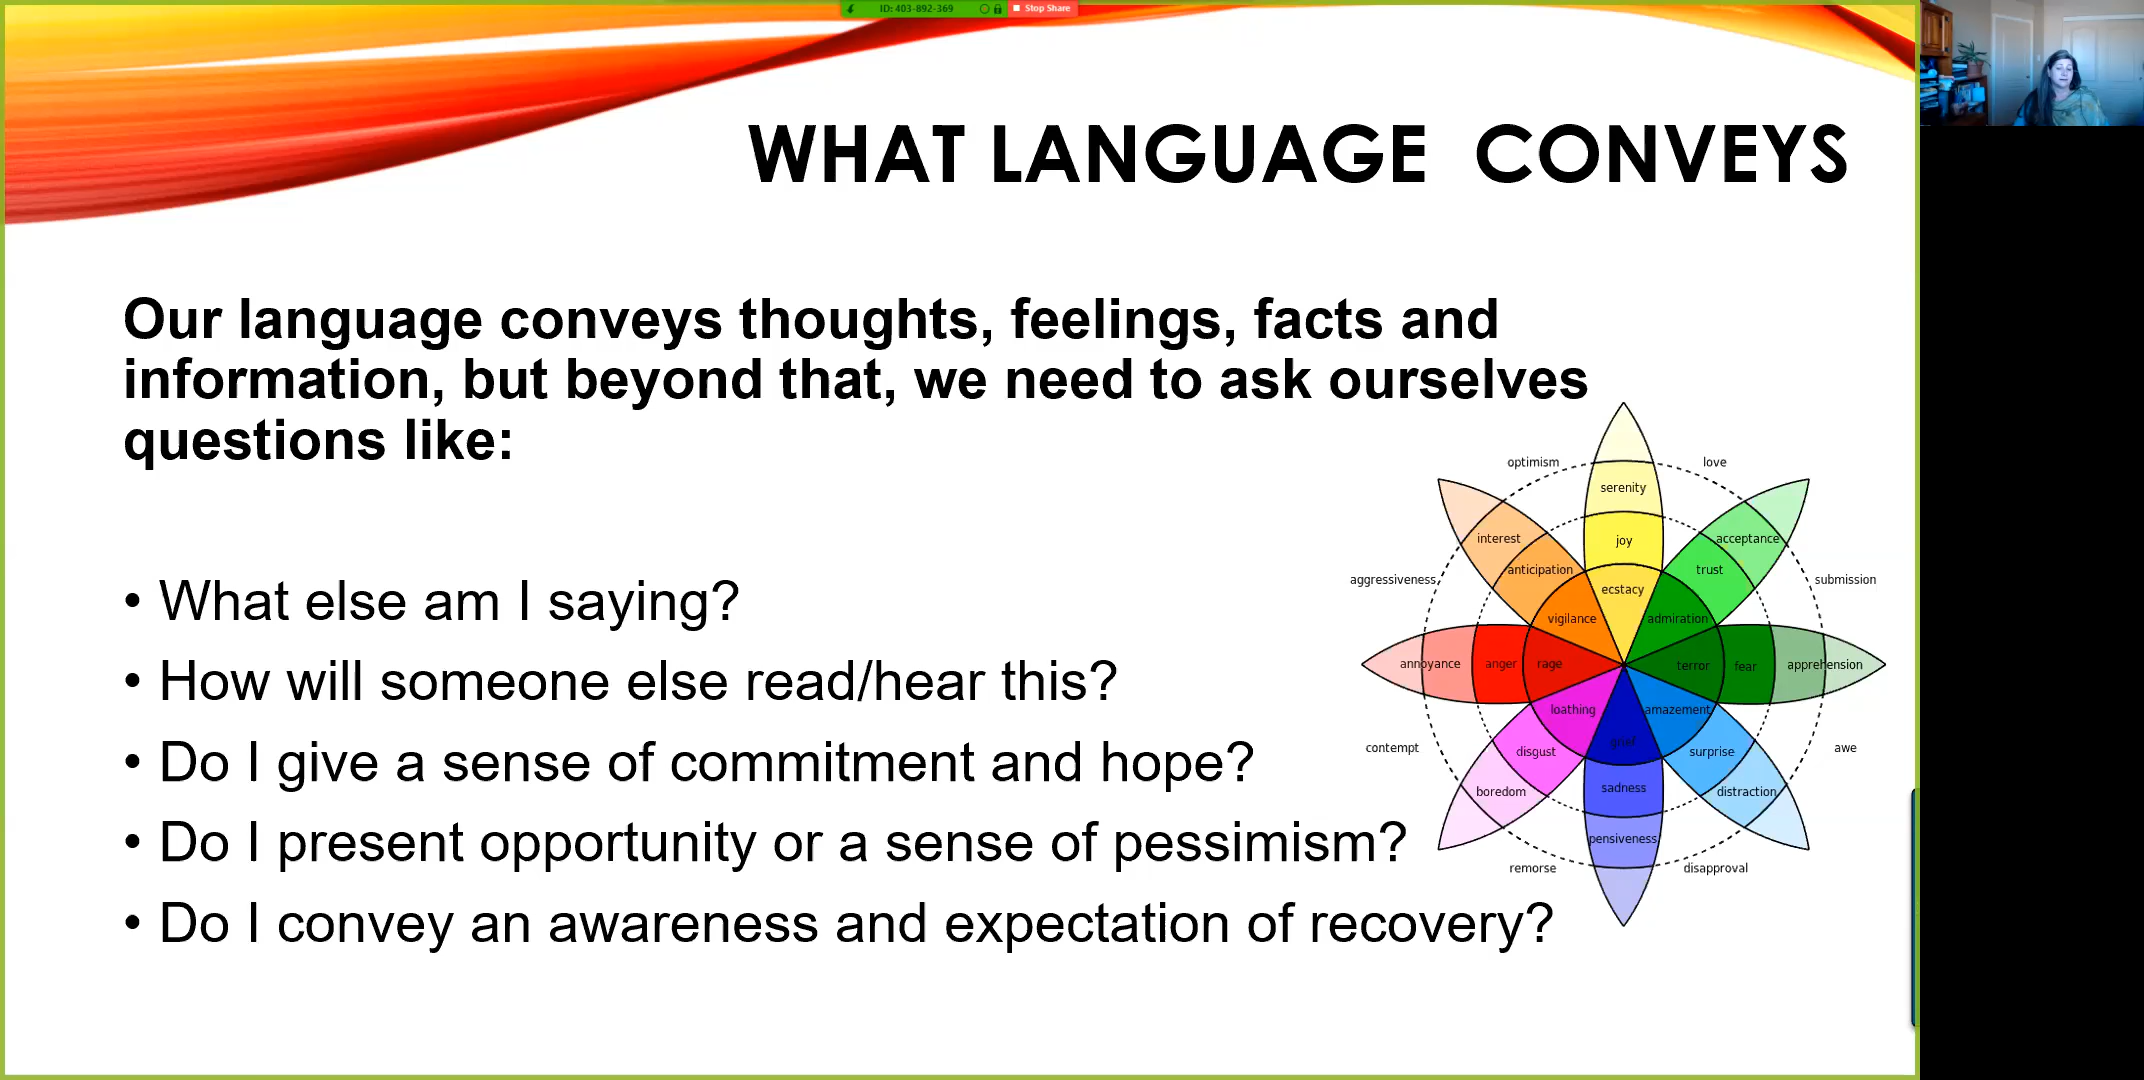 ID: 403-892-369
Stop Share
WHAT LANGUAGE CONVEYS
Our language conveys thoughts, feelings, facts and
information, but beyond that, we need to ask ourselves
questions like:
• What else am I saying?
• How will someone else read/hear this?
• Do I give a sense of commitment and hope?
• Do I present opportunity or a sense of pessimism?
• Do I convey an awareness and expectation of recovery?
optimism
love
serenity
interest
joy
acceptance
anticipation
trust
aggressiveness
ecstacy
submission
vigilance
admiration
annoyance
anger
rage
terror
fear
apprehension
loathing
amazement
contempt
disgust
grief
surprise
awe
boredom
sadness
distraction
pensiveness
remorse
disapproval